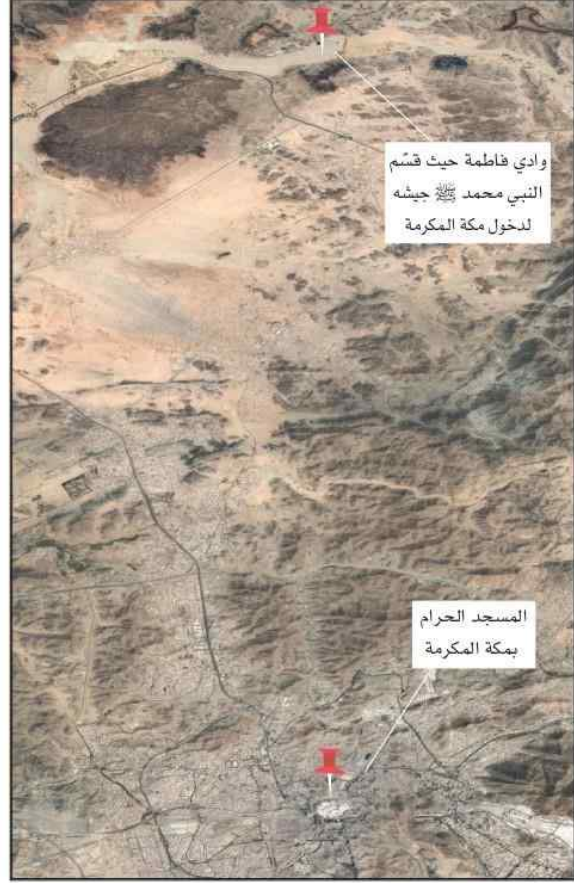 وادي فاطمة حيث قسّم
النبي محمد ﷺ جيشه
لدخول مكة المكرمة
المسجد الحرام
بمكة المكرمة